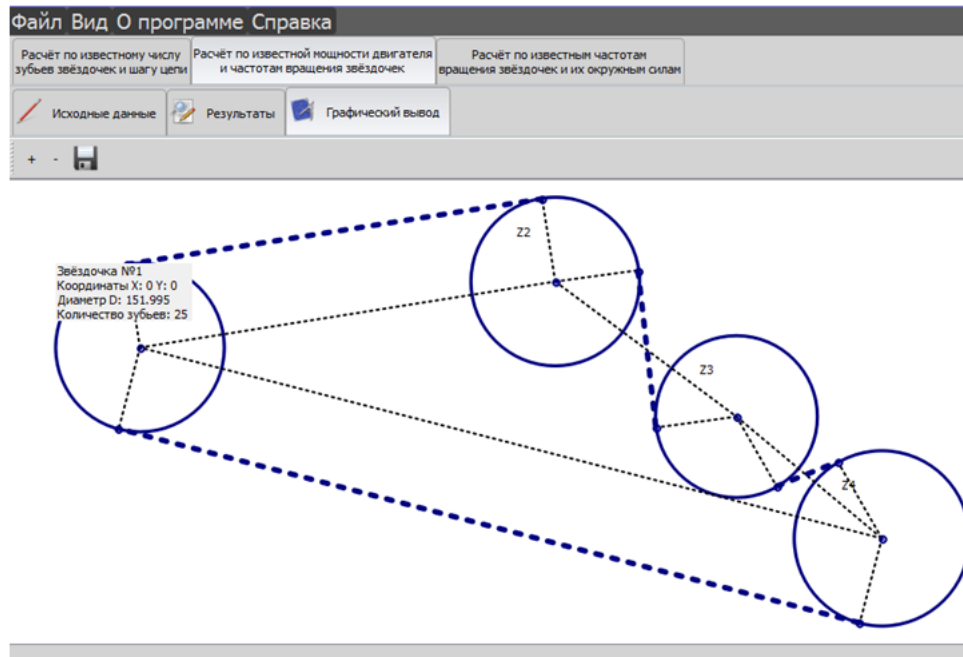 Файл Вид О программе Справка
Расчёт по известному числу
зубьев звёздочек и шагу цепи
Расчёт по известной мощности двигателя
и частотам вращения звёздочек
Расчёт по известным частотам
вращения звёздочек и их окружным силам
Исходные данные
Результаты
Графический вывод
+ -
Z2
Звёздочка №1
Координаты X: 0 Y: 0
Диаметр D: 151.995
Количество зубьев: 25
Z3
Z4